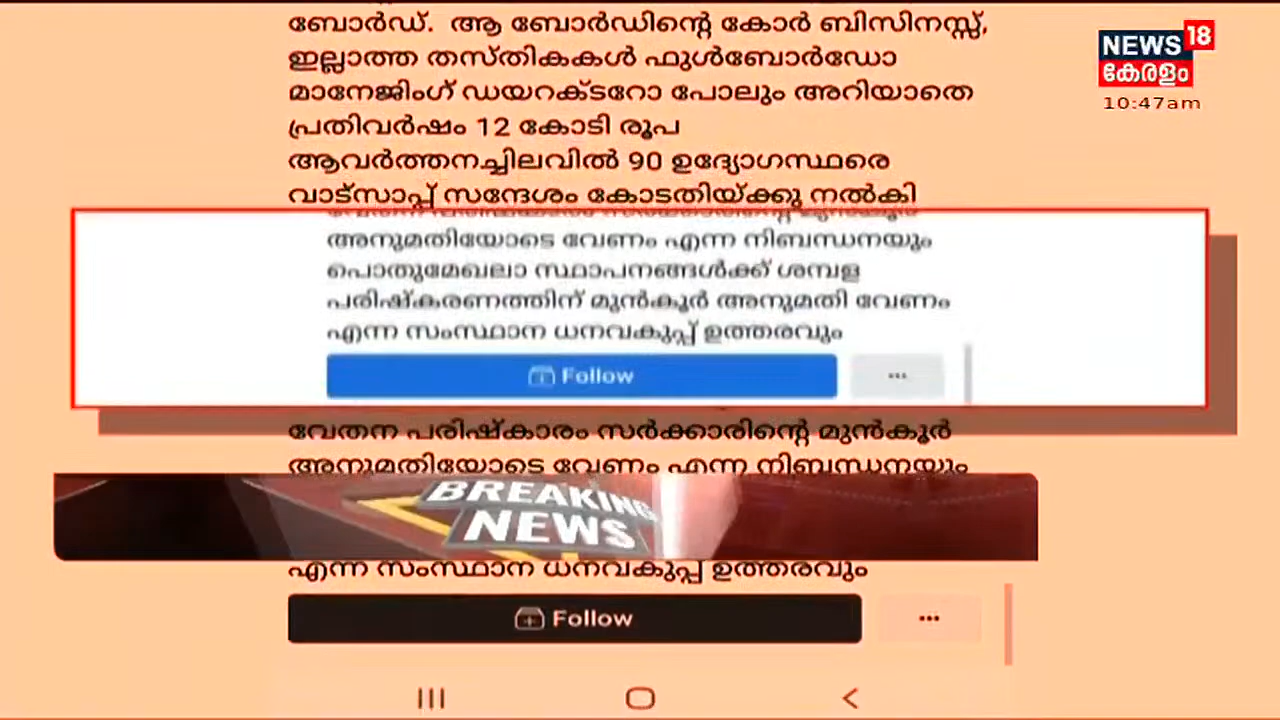 ബോർഡ്. ആ ബോർഡിന്റെ കോർ ബിസിനസ്സ്,
ഇല്ലാത്ത തസ്തികകൾ ഫുൾബോർഡോ
മാനേജിംഗ് ഡയറക്ടറോ പോലും അറിയാതെ
പ്രതിവർഷം 12 കോടി രൂപ
ആവർത്തനച്ചിലവിൽ 90 ഉദ്യോഗസ്ഥരെ
വാട്സാപ്പ് സന്ദേശം കോടതിയ്ക്കു നൽകി
NEWS 18
കേരളം
10:47am
അനുമതിയോടെ വേണം എന്ന നിബന്ധനയും
പൊതുമേഖലാ സ്ഥാപനങ്ങൾക്ക് ശമ്പള
പരിഷ്കരണത്തിന് മുൻകൂർ അനുമതി വേണം
എന്ന സംസ്ഥാന ധനവകുപ്പ് ഉത്തരവും
Follow ...
വേതന പരിഷ്കാരം സർക്കാരിന്റെ മുൻകൂർ
അനുമതിയോടെ വേണം എന്ന നിബന്ധനയും
BREAKING
NEWS
എന്ന സംസ്ഥാന ധനവകുപ്പ് ഉത്തരവും
Follow ...